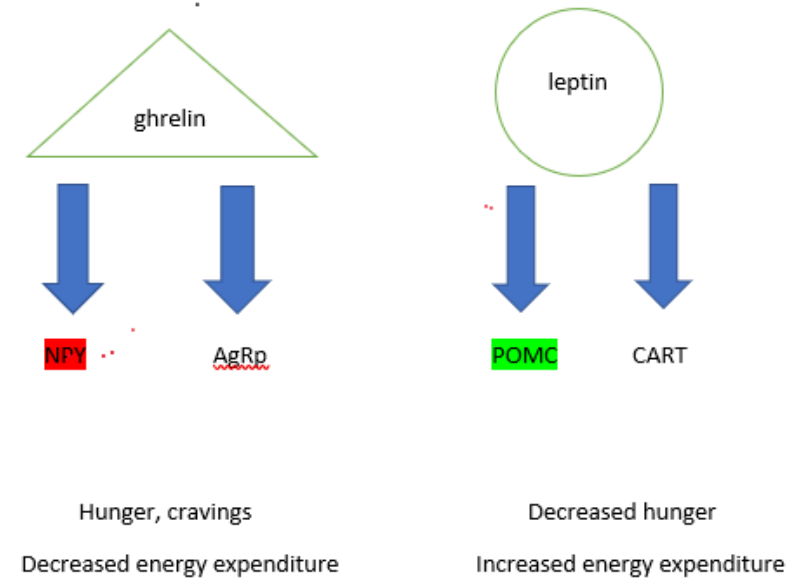 ghrelin
leptin
NPY
AgRp
POMC
CART
Hunger, cravings
Decreased hunger
Decreased energy expenditure
Increased energy expenditure